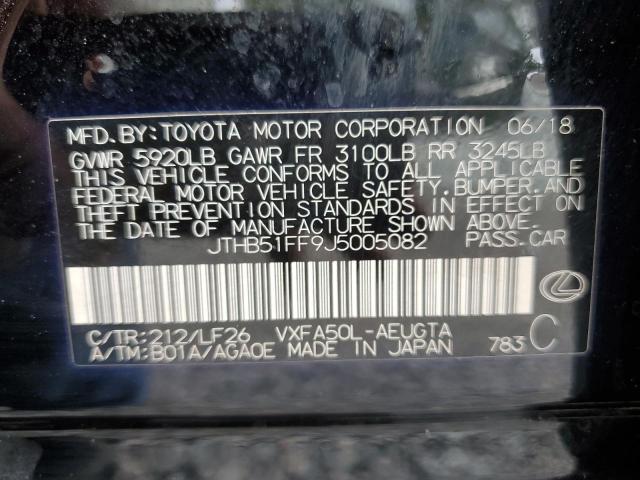 MFD. BY: TOYOTA MOTOR CORPORATION 06/18
GVWR 5920LB GAWR FR 3100LB RR 3245LB
THIS VEHICLE CONFORMS TO ALL APPLICABLE
FEDERAL MOTOR VEHICLE SAFETY, BUMPER, AND
THEFT PREVENTION STANDARDS IN EFFECT ON
THE DATE OF MANUFACTURE SHOWN ABOVE.
JTHB51FF9J5005082 PASS. CAR
C/TR:212/LF26 VXFA50L-AEUGTA
A/TM:B01A/AGA0E MADE IN JAPAN 783 C